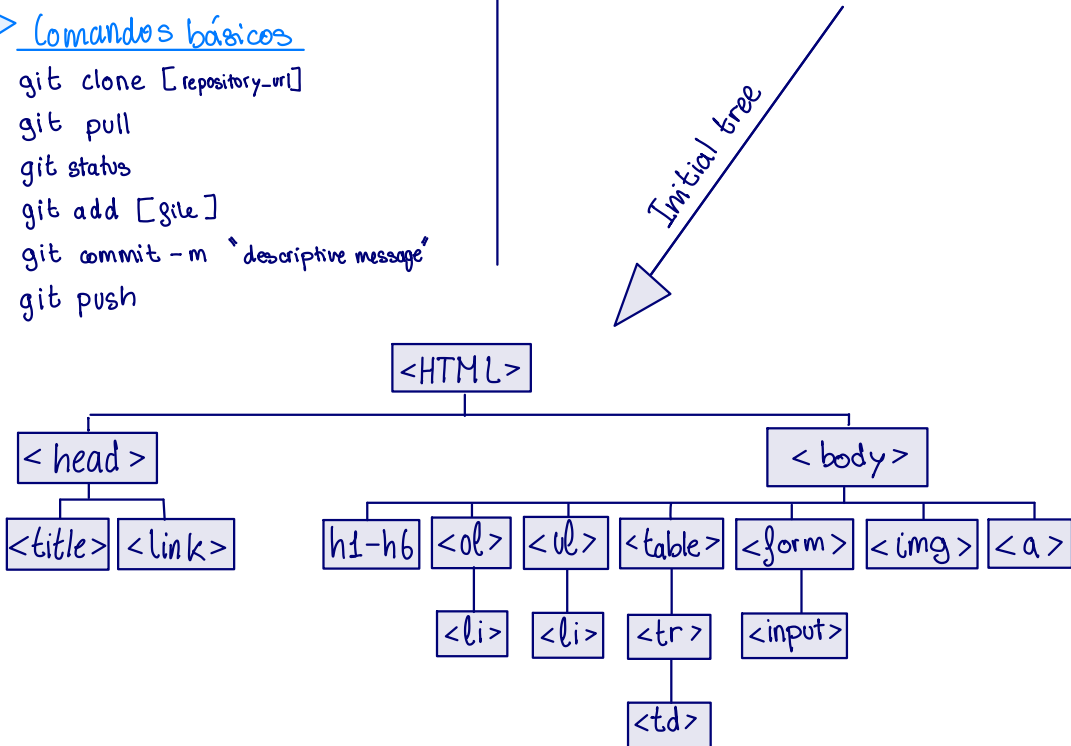 Comandos básicos
git clone [repository_url]
git pull
git status
git add [file]
git commit -m "descriptive message"
git push
Initial tree
<HTML>
<head> <body>
<title> <link> h1-h6 <ol> <ul> <table> <form> <img> <a>
<li> <li> <tr> <input>
<td>